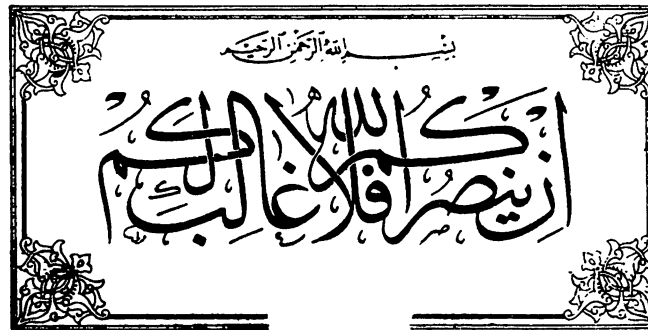 بسم الله الرحمن الرحيم
إن ينصركم الله فلا غالب لكم